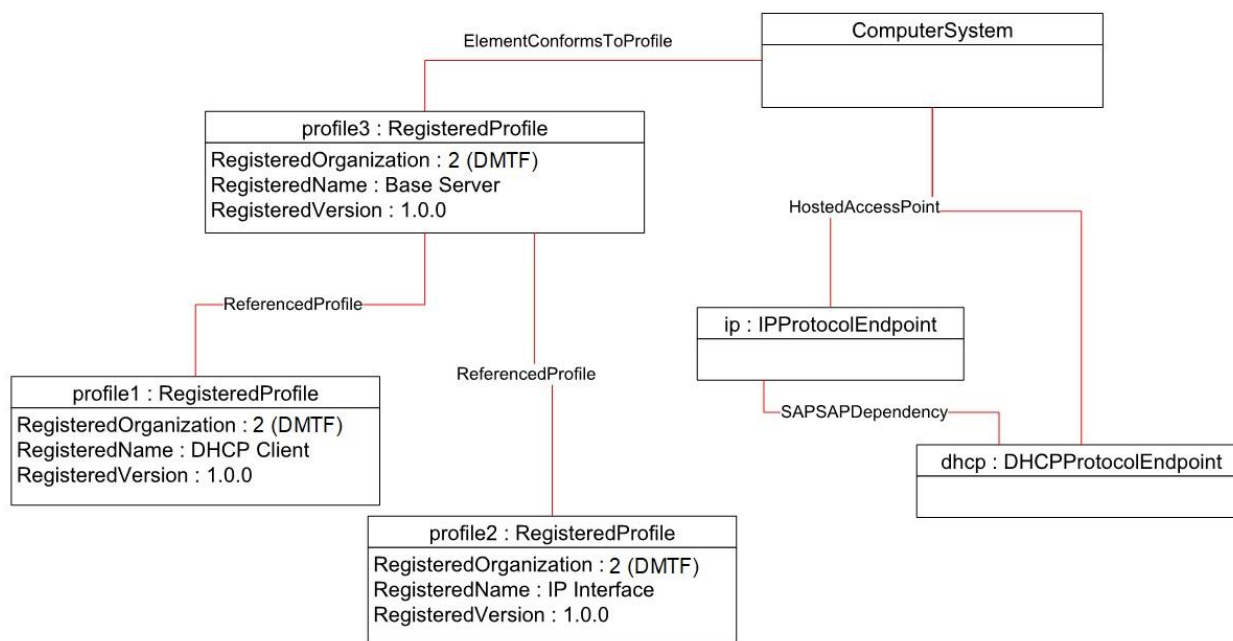 ComputerSystem
ElementConformsToProfile
profile3 : RegisteredProfile
RegisteredOrganization : 2 (DMTF)
RegisteredName : Base Server
RegisteredVersion : 1.0.0
HostedAccessPoint
ReferencedProfile
ip : IPProtocolEndpoint
ReferencedProfile
profile1 : RegisteredProfile
RegisteredOrganization : 2 (DMTF)
RegisteredName : DHCP Client
RegisteredVersion : 1.0.0
SAPSAPDependency
dhcp : DHCPProtocolEndpoint
profile2 : RegisteredProfile
RegisteredOrganization : 2 (DMTF)
RegisteredName : IP Interface
RegisteredVersion : 1.0.0